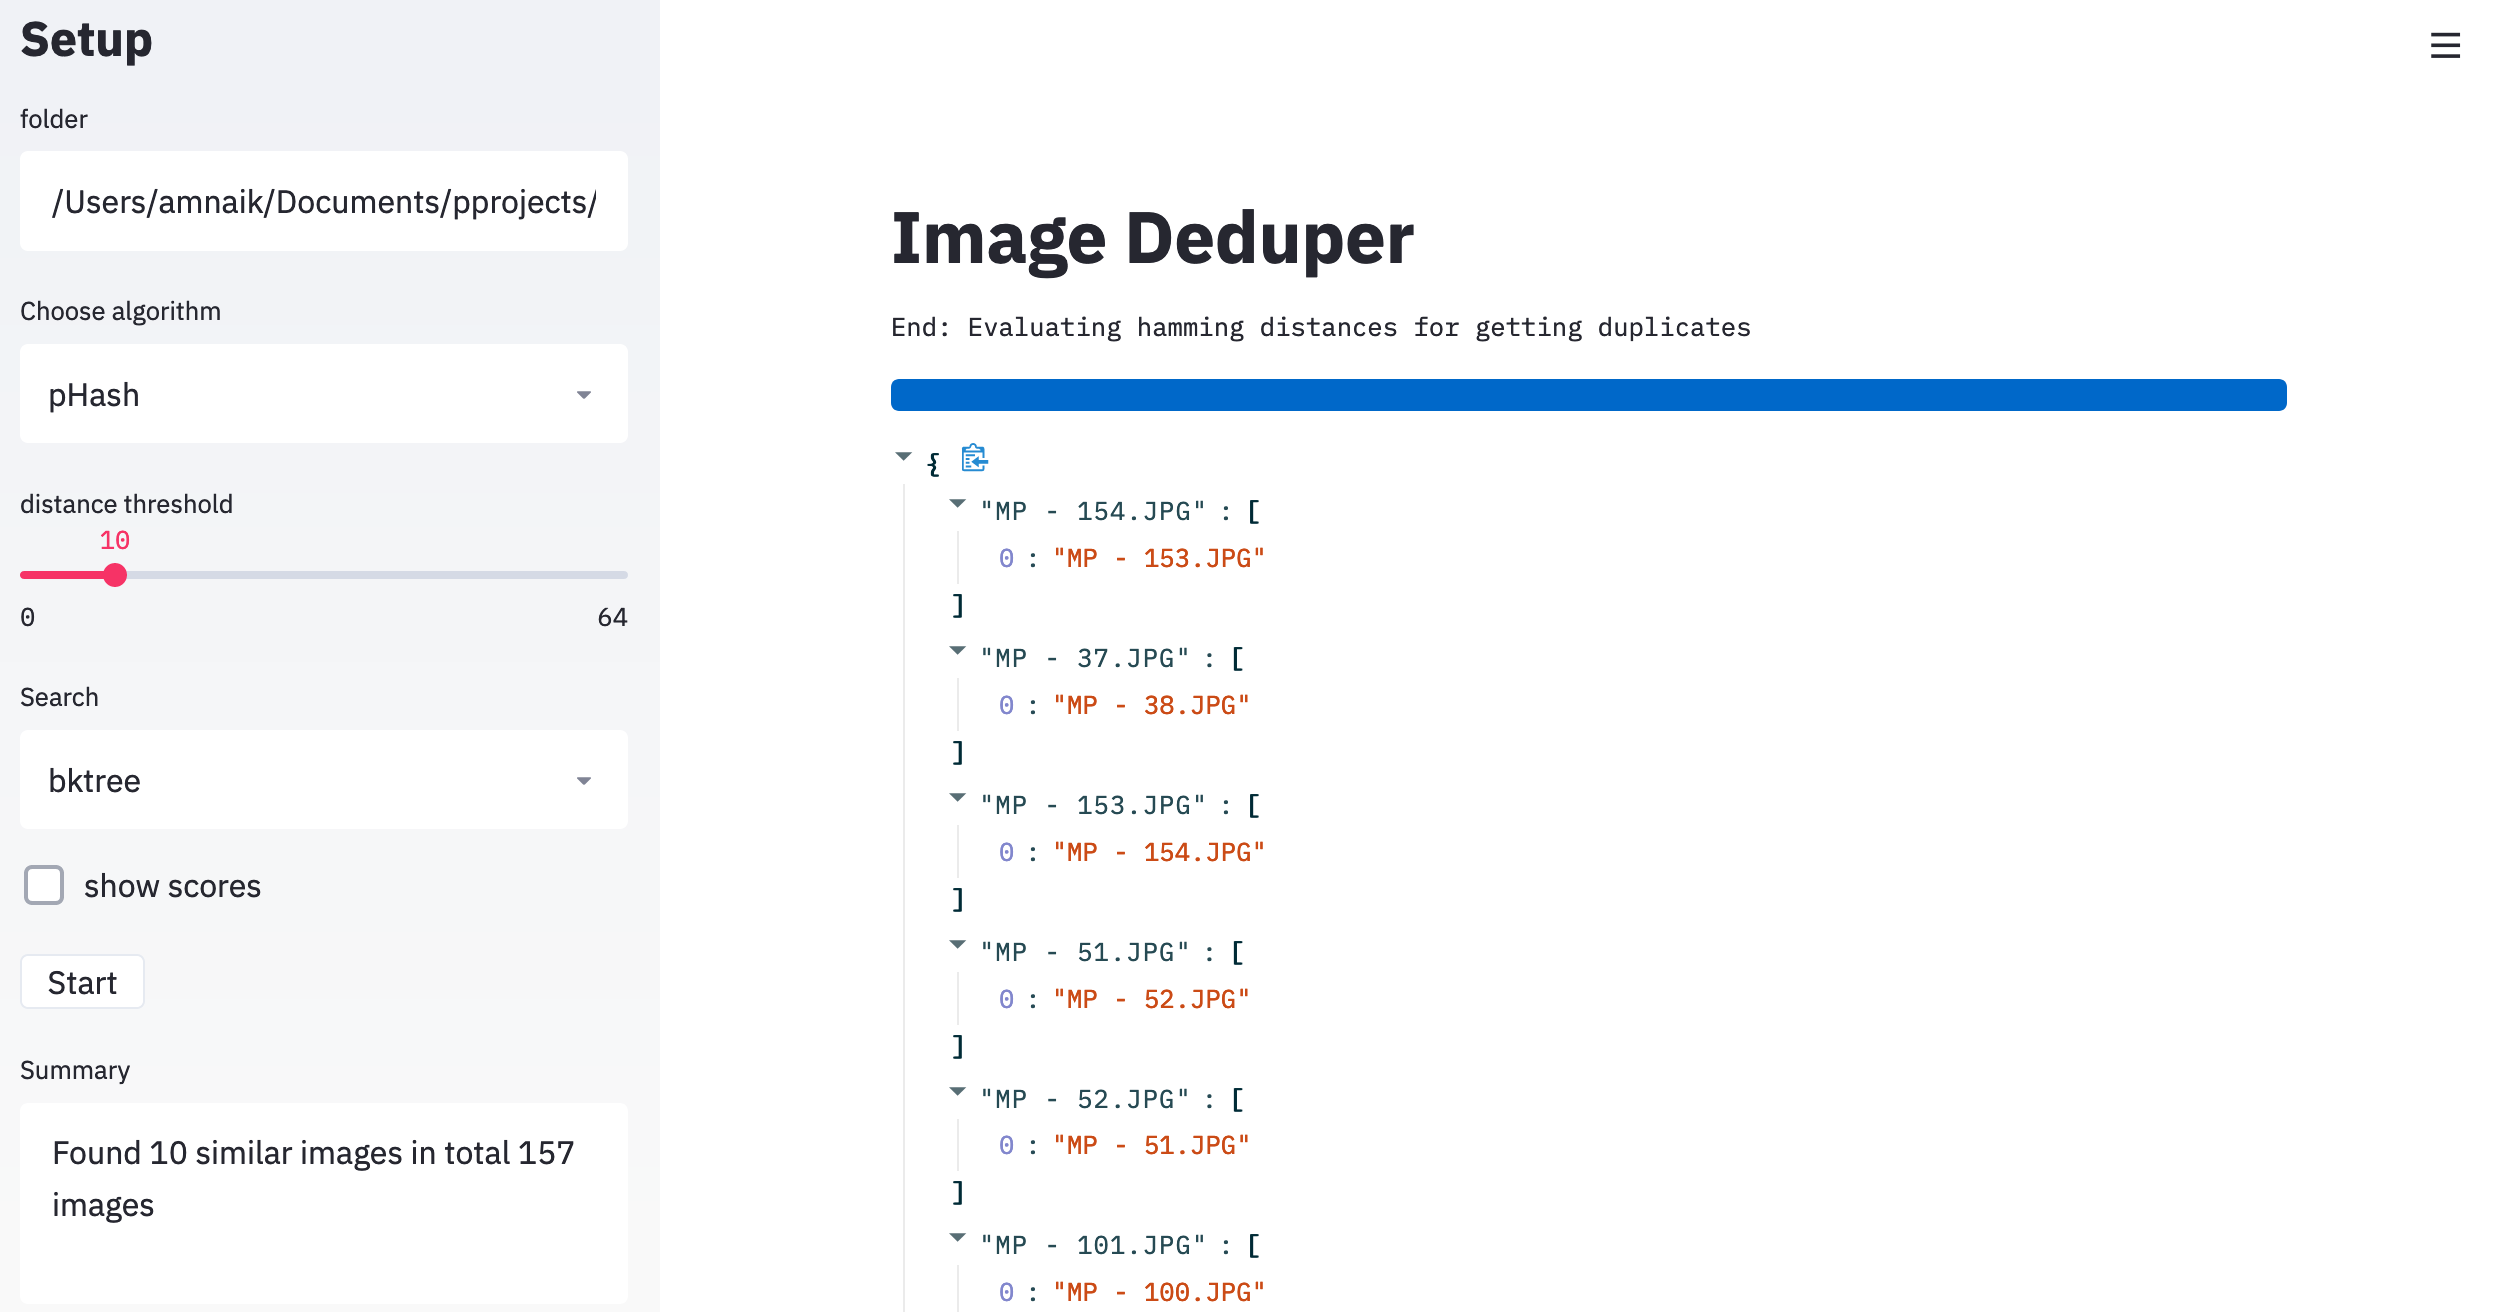 Setup
folder
/Users/amnaik/Documents/pprojects/
Choose algorithm
pHash
distance threshold
10
0 64
Search
bktree
show scores
Start
Summary
Found 10 similar images in total 157
images
Image Deduper
End: Evaluating hamming distances for getting duplicates
{
"MP - 154.JPG" : [
0 : "MP - 153.JPG"
]
"MP - 37.JPG" : [
0 : "MP - 38.JPG"
]
"MP - 153.JPG" : [
0 : "MP - 154.JPG"
]
"MP - 51.JPG" : [
0 : "MP - 52.JPG"
]
"MP - 52.JPG" : [
0 : "MP - 51.JPG"
]
"MP - 101.JPG" : [
0 : "MP - 100.JPG"